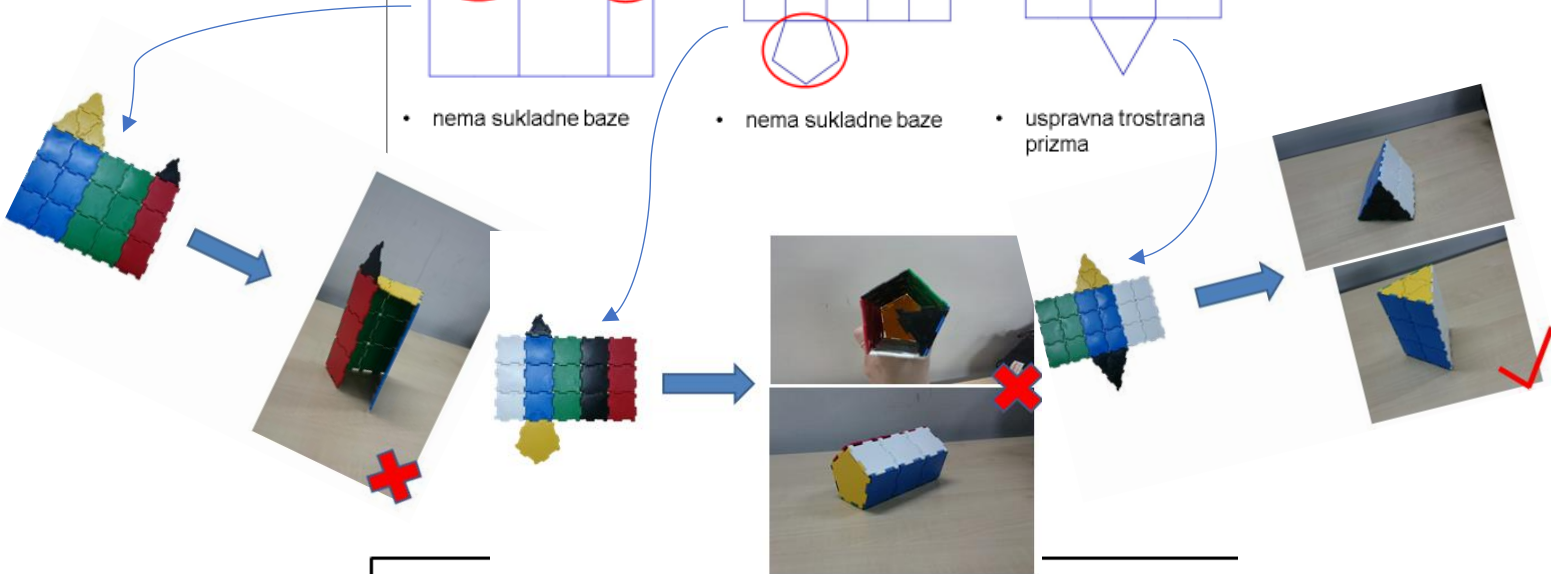 • nema sukladne baze
• nema sukladne baze
• uspravna trostrana
prizma